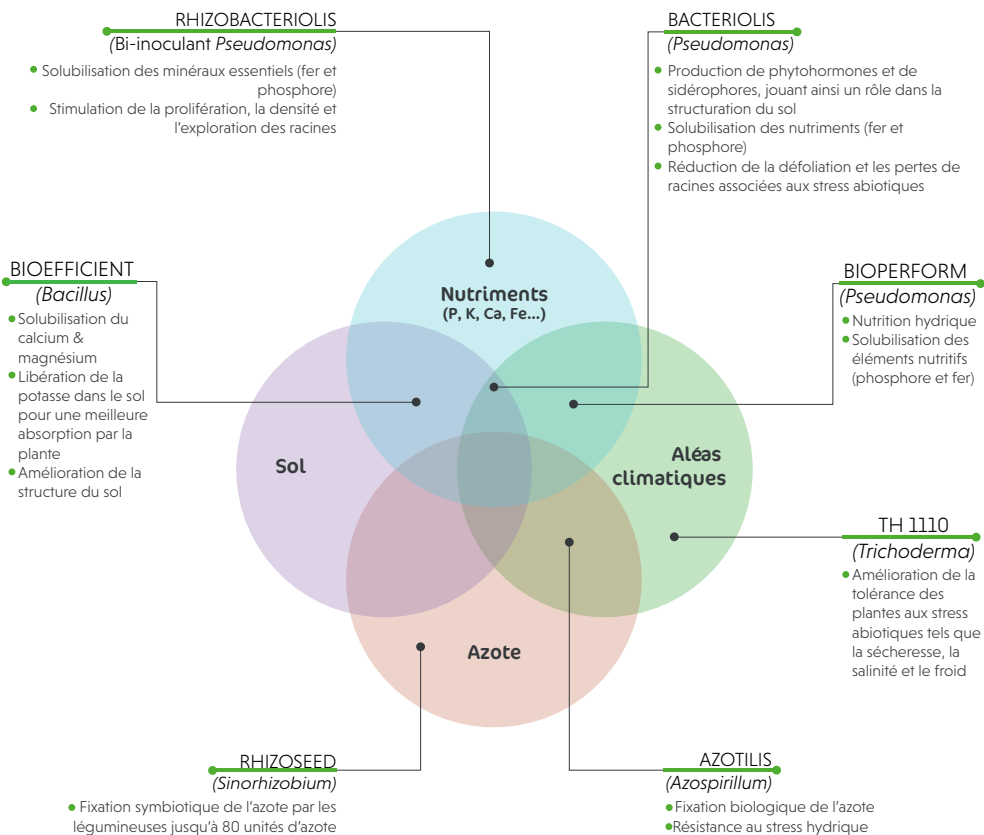 RHIZOBACTERIOLIS
(Bi-inoculant Pseudomonas)
Solubilisation des minéraux essentiels (fer et
phosphore)
Stimulation de la prolifération, la densité et
l'exploration des racines
BACTERIOLIS
(Pseudomonas)
Production de phytohormones et de
sidérophores, jouant ainsi un rôle dans la
structuration du sol
Solubilisation des nutriments (fer et
phosphore)
Réduction de la défoliation et les pertes de
racines associées aux stress abiotiques
BIOEFFICIENT
(Bacillus)
Solubilisation du
calcium &
magnésium
Libération de la
potasse dans le sol
pour une meilleure
absorption par la
plante
Amélioration de la
structure du sol
Nutriments
(P, K, Ca, Fe...)
Sol
Aléas
climatiques
Azote
BIOPERFORM
(Pseudomonas)
Nutrition hydrique
Solubilisation des
éléments nutritifs
(phosphore et fer)
TH 1110
(Trichoderma)
Amélioration de la
tolérance des
plantes aux stress
abiotiques tels que
la sécheresse, la
salinité et le froid
RHIZOSEED
(Sinorhizobium)
Fixation symbiotique de l'azote par les
légumineuses jusqu'à 80 unités d'azote
AZOTILIS
(Azospirillum)
Fixation biologique de l'azote
Résistance au stress hydrique